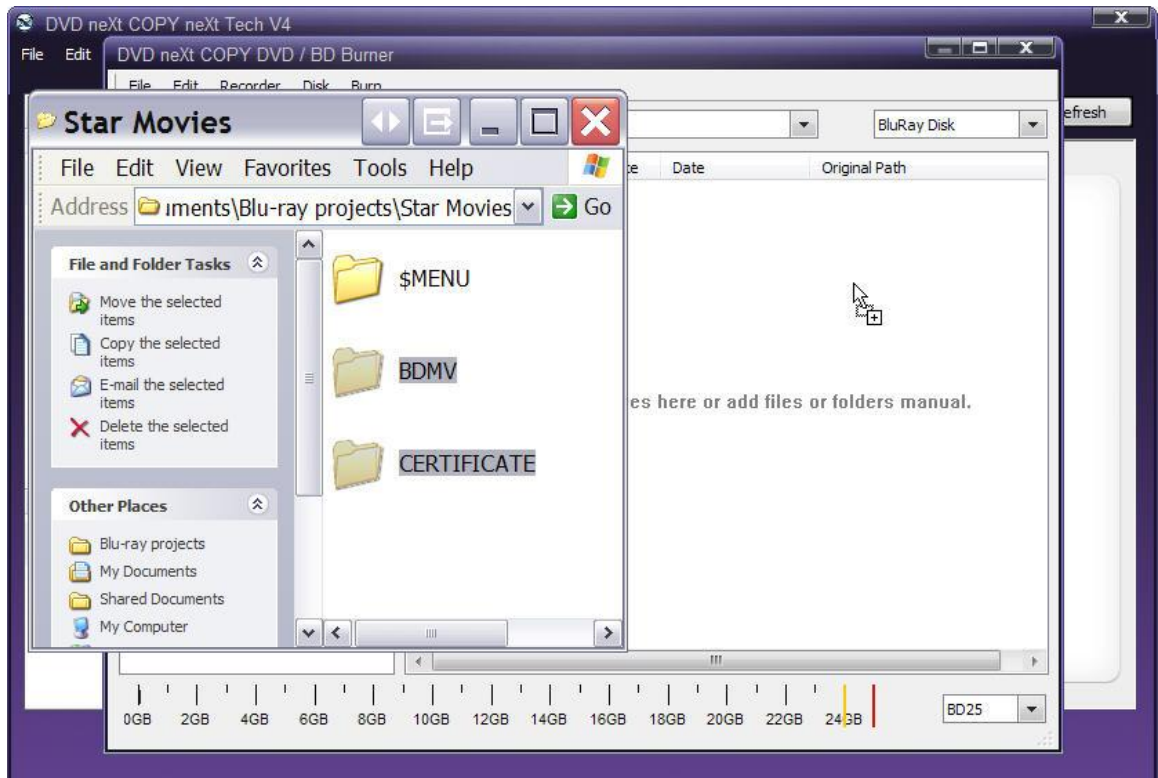 DVD neXt COPY neXt Tech V4
File Edit
DVD neXt COPY DVD / BD Burner
File Edit Recorder Disk Burn
Star Movies
File Edit View Favorites Tools Help
Address uments\Blu-ray projects\Star Movies Go
BluRay Disk
efresh
Date Original Path
File and Folder Tasks
Move the selected
items
Copy the selected
items
E-mail the selected
items
Delete the selected
items
$MENU
BDMV
CERTIFICATE
es here or add files or folders manual.
Other Places
Blu-ray projects
My Documents
Shared Documents
My Computer
0GB 2GB 4GB 6GB 8GB 10GB 12GB 14GB 16GB 18GB 20GB 22GB 24GB
BD25